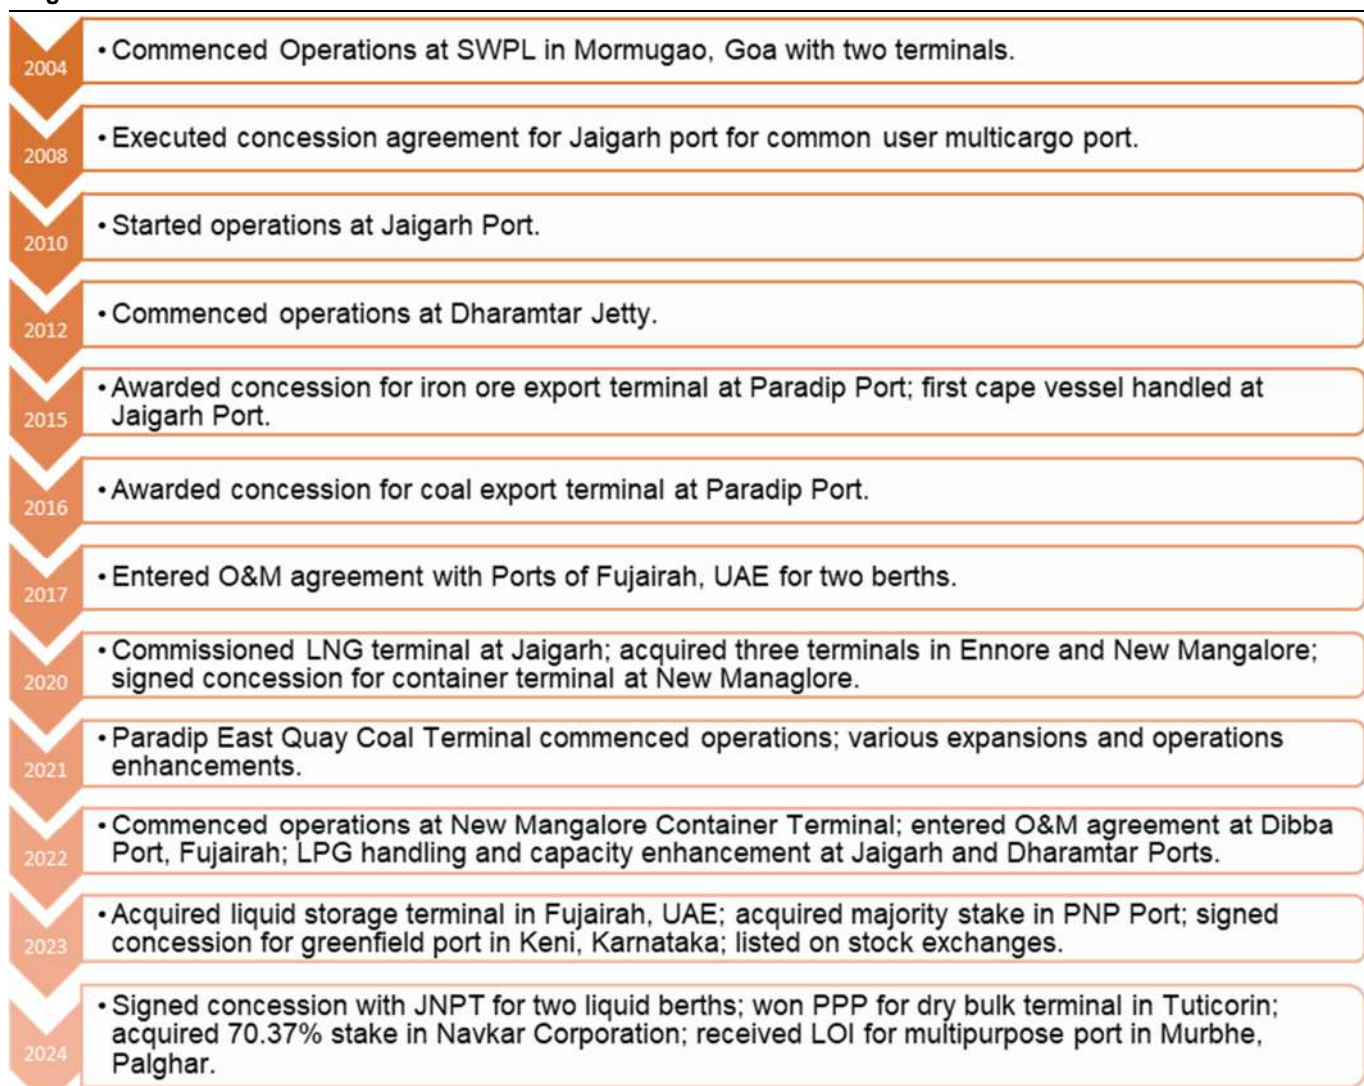 2004
• Commenced Operations at SWPL in Mormugao, Goa with two terminals.
2008
• Executed concession agreement for Jaigarh port for common user multicargo port.
2010
• Started operations at Jaigarh Port.
2012
• Commenced operations at Dharamtar Jetty.
2015
• Awarded concession for iron ore export terminal at Paradip Port; first cape vessel handled at
Jaigarh Port.
2016
• Awarded concession for coal export terminal at Paradip Port.
2017
• Entered O&M agreement with Ports of Fujairah, UAE for two berths.
2020
• Commissioned LNG terminal at Jaigarh; acquired three terminals in Ennore and New Mangalore;
signed concession for container terminal at New Managlore.
2021
• Paradip East Quay Coal Terminal commenced operations; various expansions and operations
enhancements.
2022
• Commenced operations at New Mangalore Container Terminal; entered O&M agreement at Dibba
Port, Fujairah; LPG handling and capacity enhancement at Jaigarh and Dharamtar Ports.
2023
• Acquired liquid storage terminal in Fujairah, UAE; acquired majority stake in PNP Port; signed
concession for greenfield port in Keni, Karnataka; listed on stock exchanges.
2024
• Signed concession with JNPT for two liquid berths; won PPP for dry bulk terminal in Tuticorin;
acquired 70.37% stake in Navkar Corporation; received LOI for multipurpose port in Murbhe,
Palghar.